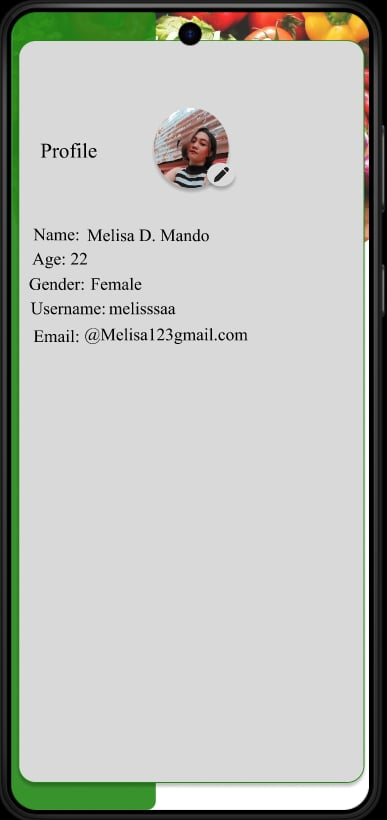 Profile
Name: Melisa D. Mando
Age: 22
Gender: Female
Username: melisssaa
Email: @Melisa123gmail.com